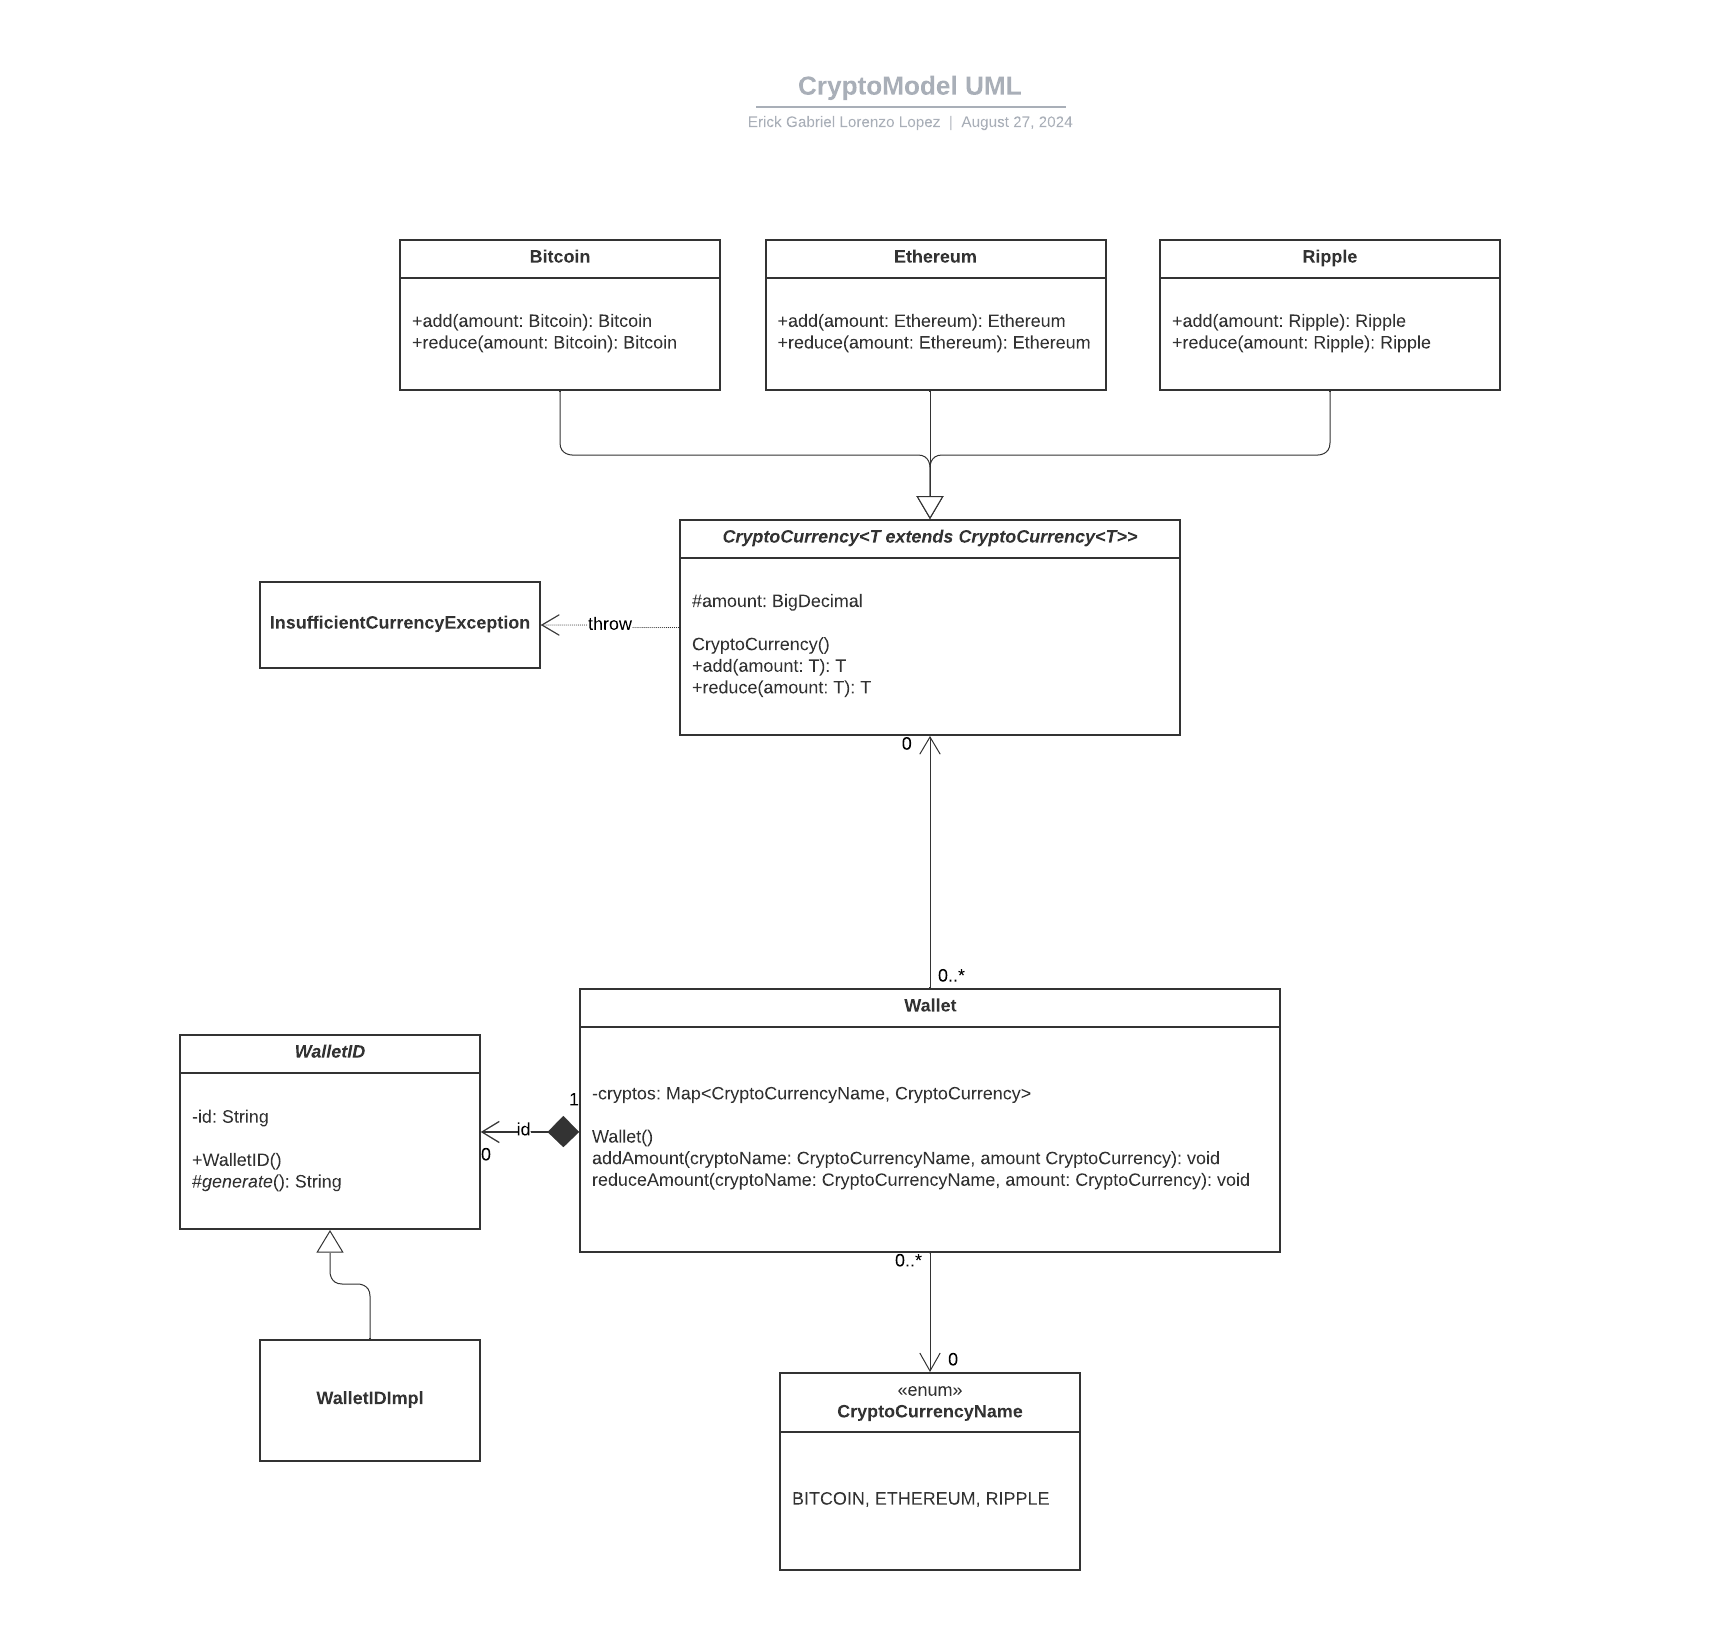 CryptoModel UML
Erick Gabriel Lorenzo Lopez | August 27, 2024
Bitcoin
+add(amount: Bitcoin): Bitcoin
+reduce(amount: Bitcoin): Bitcoin
Ethereum
+add(amount: Ethereum): Ethereum
+reduce(amount: Ethereum): Ethereum
Ripple
+add(amount: Ripple): Ripple
+reduce(amount: Ripple): Ripple
CryptoCurrency<T extends CryptoCurrency<T>>
#amount: BigDecimal
CryptoCurrency()
+add(amount: T): T
+reduce(amount: T): T
InsufficientCurrencyException
throw
0
0..*
Wallet
-cryptos: Map<CryptoCurrencyName, CryptoCurrency>
Wallet()
addAmount(cryptoName: CryptoCurrencyName, amount CryptoCurrency): void
reduceAmount(cryptoName: CryptoCurrencyName, amount: CryptoCurrency): void
WalletID
-id: String
+WalletID()
#generate(): String
1
id
0
0..*
0
WalletIDImpl
«enum»
CryptoCurrencyName
BITCOIN, ETHEREUM, RIPPLE